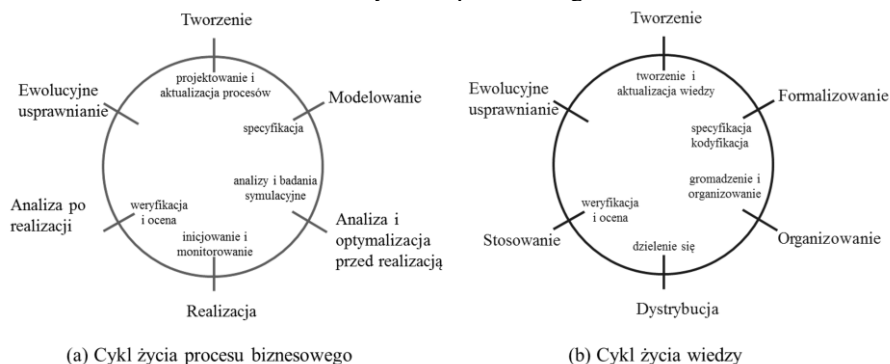 Tworzenie
projektowanie i
aktualizacja procesów
Ewolucyjne
usprawnianie
Modelowanie
specyfikacja
analizy i badania
symulacyjne
Analiza po
realizacji
weryfikacja
i ocena
Analiza i
optymalizacja
przed realizacją
inicjowanie i
monitorowanie
Realizacja
(a) Cykl życia procesu biznesowego
Tworzenie
tworzenie i
aktualizacja wiedzy
Ewolucyjne
usprawnianie
Formalizowanie
specyfikacja
kodyfikacja
gromadzenie i
organizowanie
weryfikacja
i ocena
Stosowanie
Organizowanie
dzielenie się
Dystrybucja
(b) Cykl życia wiedzy